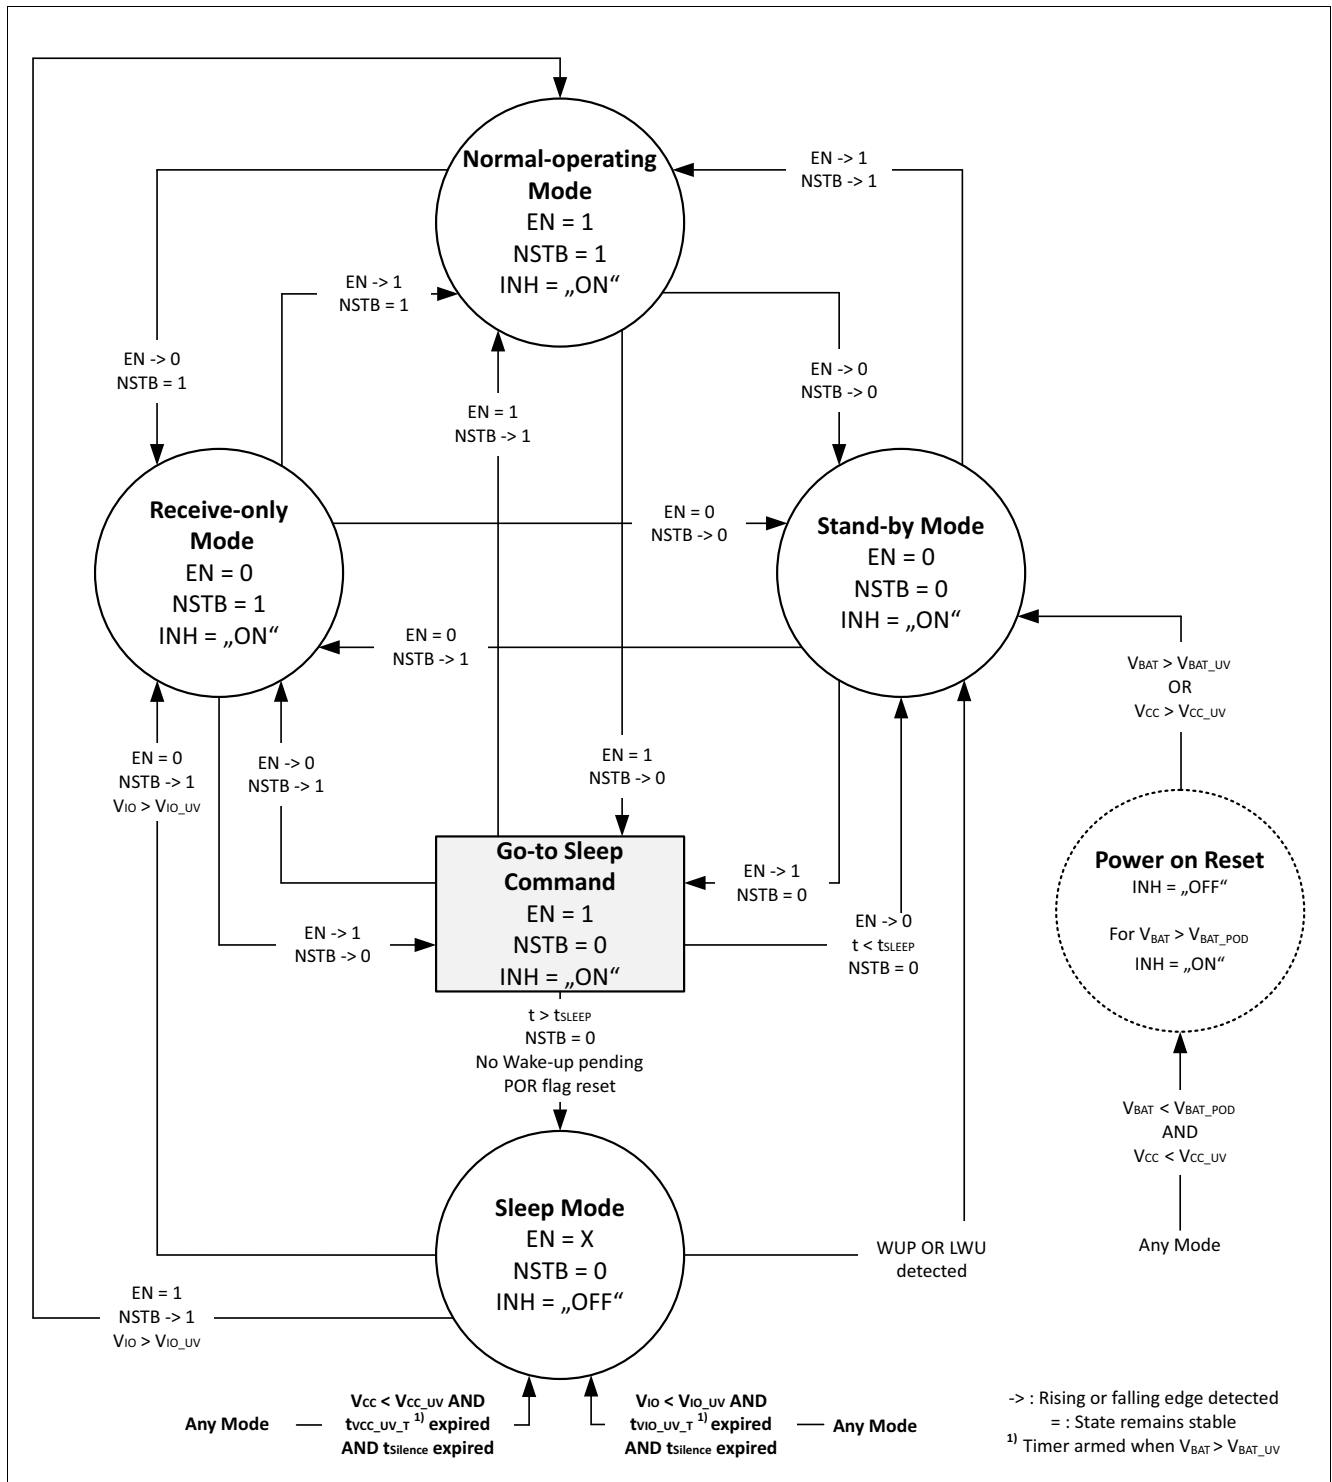 Normal-operating
Mode
EN = 1
NSTB = 1
INH = „ON“
EN -> 1
NSTB -> 1
EN -> 1
NSTB = 1
EN -> 0
NSTB = 1
EN -> 0
NSTB -> 0
EN = 1
NSTB -> 1
Receive-only
Mode
EN = 0
NSTB = 1
INH = „ON“
EN = 0
NSTB -> 0
Stand-by Mode
EN = 0
NSTB = 0
INH = „ON“
EN = 0
NSTB -> 1
VBAT > VBAT_UV
OR
VCC > VCC_UV
EN = 0
NSTB -> 1
VIO > VIO_UV
EN -> 0
NSTB -> 1
EN = 1
NSTB -> 0
Go-to Sleep
Command
EN = 1
NSTB = 0
INH = „ON“
EN -> 1
NSTB = 0
EN -> 1
NSTB -> 0
EN -> 0
t < tSLEEP
NSTB = 0
Power on Reset
INH = „OFF“
For VBAT > VBAT_POD
INH = „ON“
t > tSLEEP
NSTB = 0
No Wake-up pending
POR flag reset
VBAT < VBAT_POD
AND
VCC < VCC_UV
Any Mode
Sleep Mode
EN = X
NSTB = 0
INH = „OFF“
WUP OR LWU
detected
EN = 1
NSTB -> 1
VIO > VIO_UV
Any Mode
VCC < VCC_UV AND
tVCC_UV_T 1) expired
AND tSilence expired
VIO < VIO_UV AND
tVIO_UV_T 1) expired
AND tSilence expired
Any Mode
-> : Rising or falling edge detected
= : State remains stable
1) Timer armed when VBAT > VBAT_UV